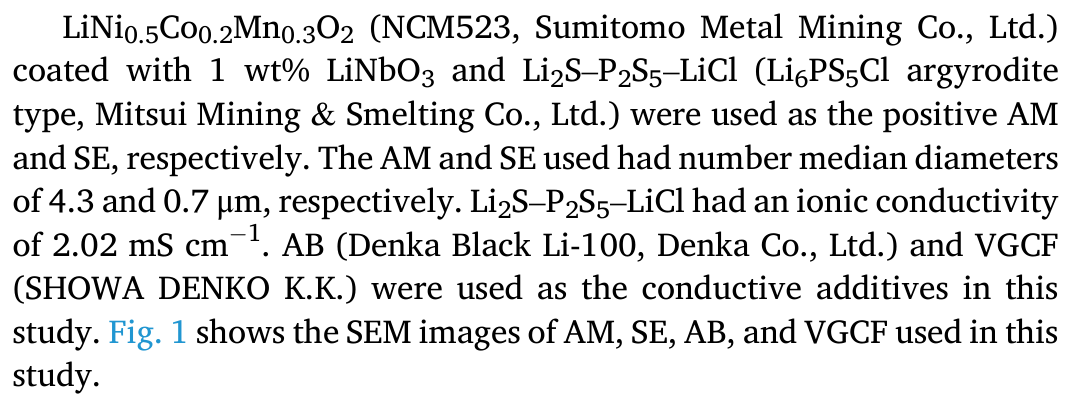 LiNi0.5Co0.2Mn0.3O2 (NCM523, Sumitomo Metal Mining Co., Ltd.)
coated with 1 wt% LiNbO3 and Li2S–P2S5–LiCl (Li6PS5Cl argyrodite
type, Mitsui Mining & Smelting Co., Ltd.) were used as the positive AM
and SE, respectively. The AM and SE used had number median diameters
of 4.3 and 0.7 μm, respectively. Li2S–P2S5–LiCl had an ionic conductivity
of 2.02 mS cm−1. AB (Denka Black Li-100, Denka Co., Ltd.) and VGCF
(SHOWA DENKO K.K.) were used as the conductive additives in this
study. Fig. 1 shows the SEM images of AM, SE, AB, and VGCF used in this
study.